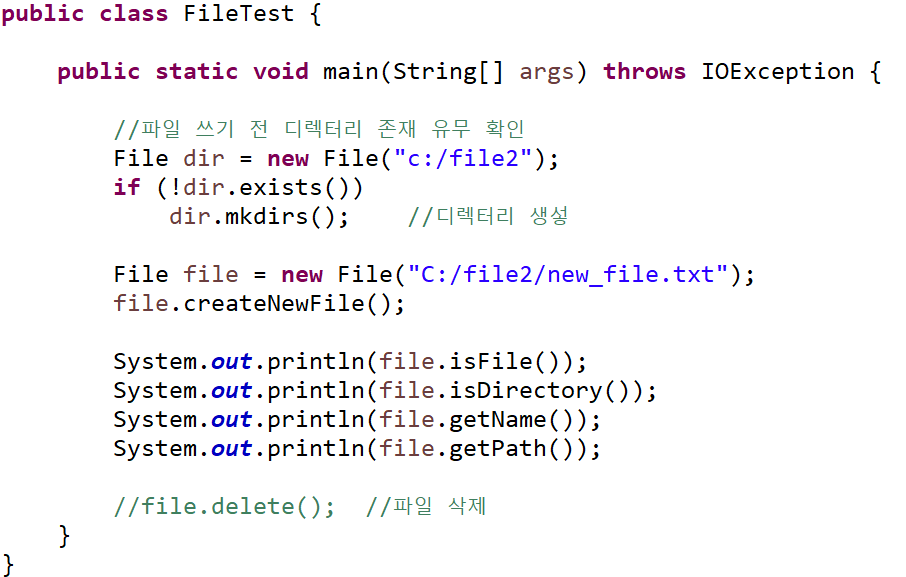 public class FileTest {
public static void main(String[] args) throws IOException {
//파일 쓰기 전 디렉터리 존재 유무 확인
File dir = new File("c:/file2");
if (!dir.exists())
dir.mkdirs();    //디렉터리 생성
File file = new File("C:/file2/new_file.txt");
file.createNewFile();
System.out.println(file.isFile());
System.out.println(file.isDirectory());
System.out.println(file.getName());
System.out.println(file.getPath());
//file.delete();  //파일 삭제
}
}